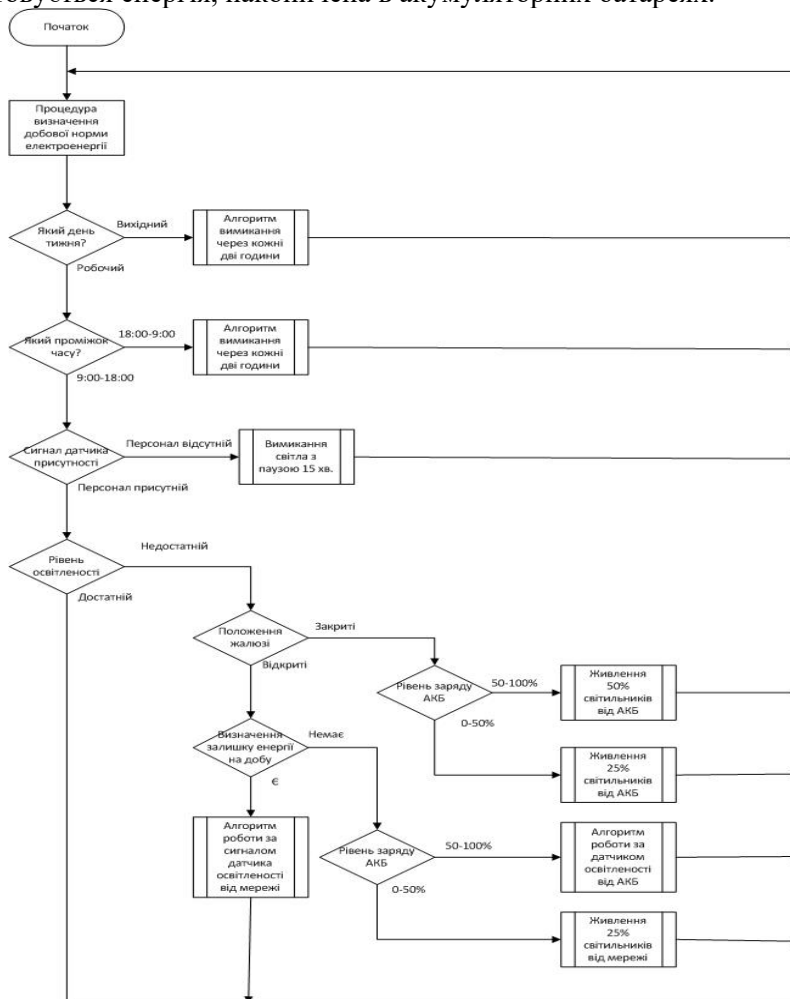 енергія, накопичена в акумуляторних батареях.
Початок
Процедура
визначення
добової норми
електроенергії
Який день
тижня?
Вихідний
Робочий
Алгоритм
вимикання
через кожні
дві години
Який проміжок
часу?
18:00-9:00
9:00-18:00
Алгоритм
вимикання
через кожні
дві години
Сигнал датчика
присутності
Персонал відсутній
Персонал присутній
Вимикання
світла з
паузою 15 хв.
Рівень
освітленості
Недостатній
Достатній
Положення
жалюзі
Закриті
Відкриті
Рівень заряду
АКБ
50-100%
0-50%
Живлення
50%
світильників
від АКБ
Живлення
25%
світильників
від АКБ
Визначення
залишку енергії
на добу
Немає
Є
Алгоритм
роботи за
сигналом
датчика
освітленості
від мережі
Рівень заряду
АКБ
50-100%
0-50%
Алгоритм
роботи за
датчиком
освітленості
від АКБ
Живлення
25%
світильників
від мережі